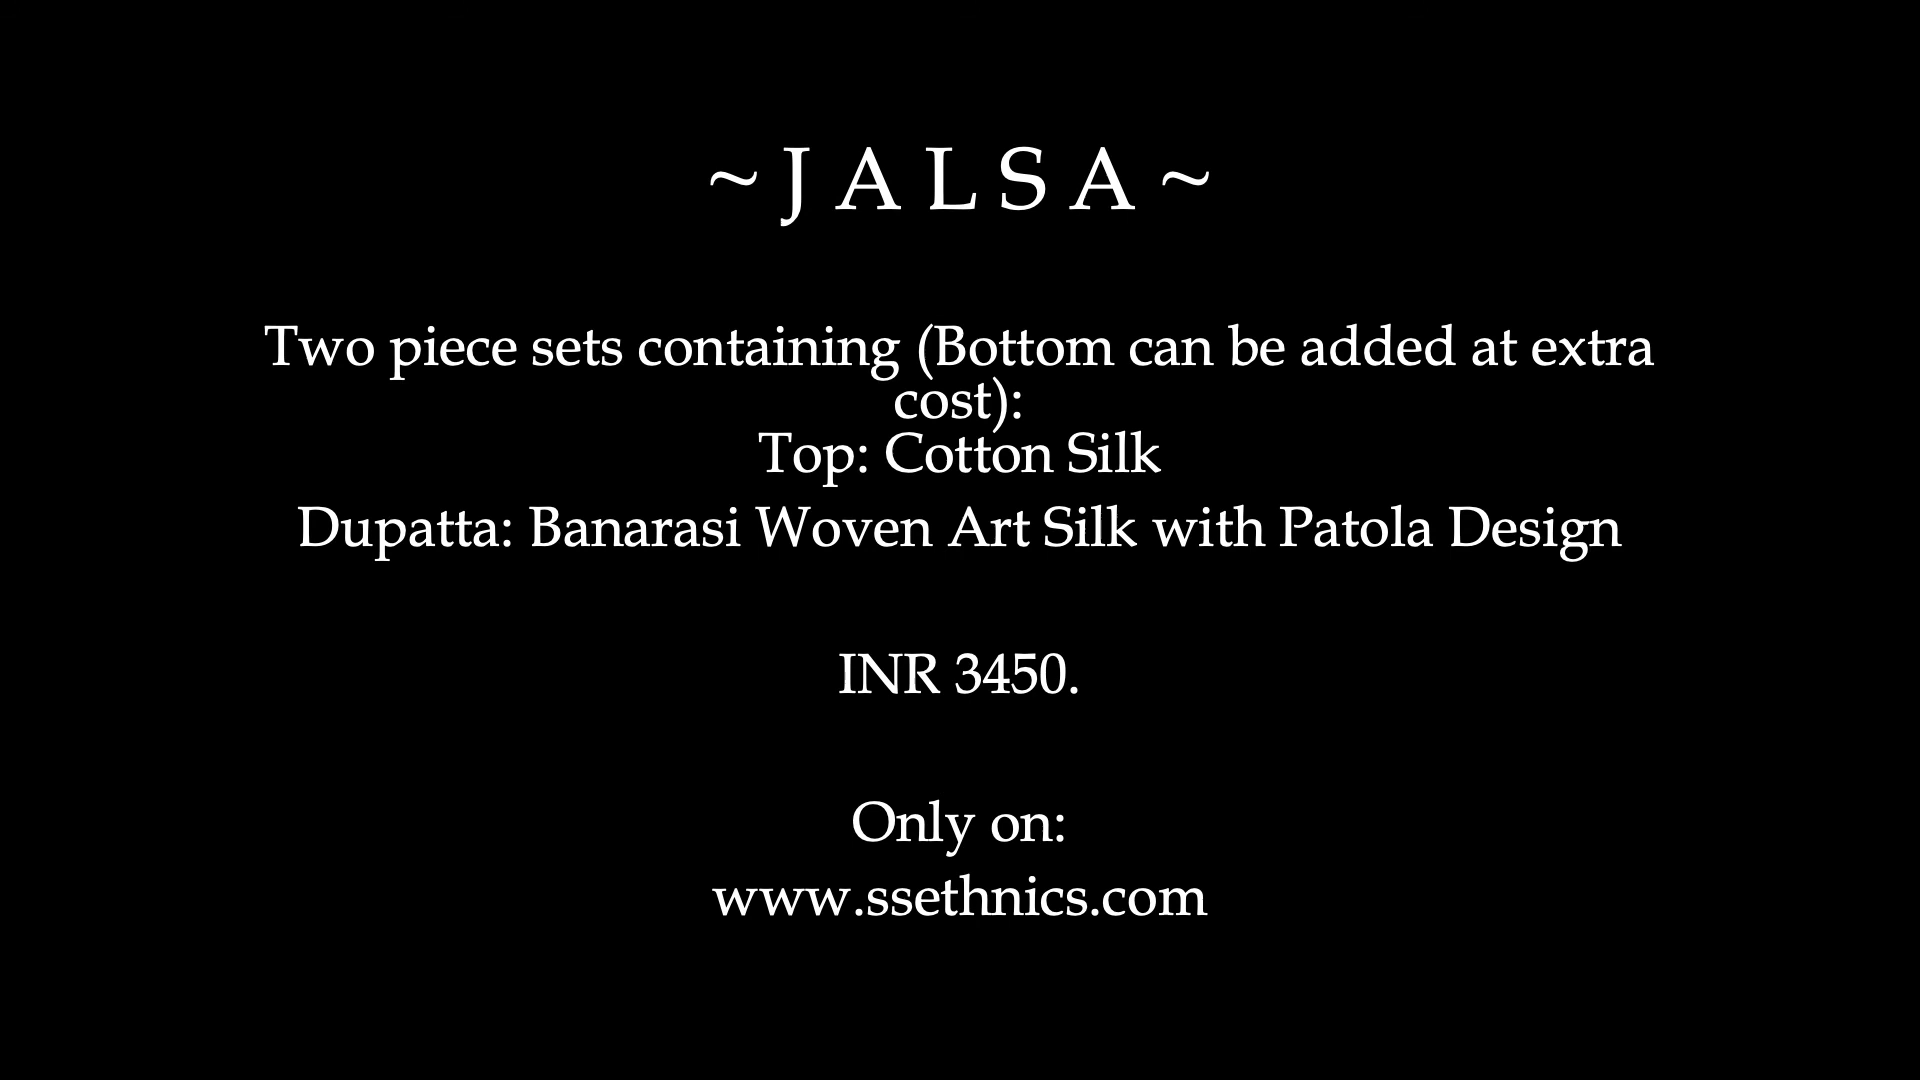 ~ J A L S A ~
Two piece sets containing (Bottom can be added at extra
cost):
Top: Cotton Silk
Dupatta: Banarasi Woven Art Silk with Patola Design
INR 3450.
Only on:
www.ssethnics.com